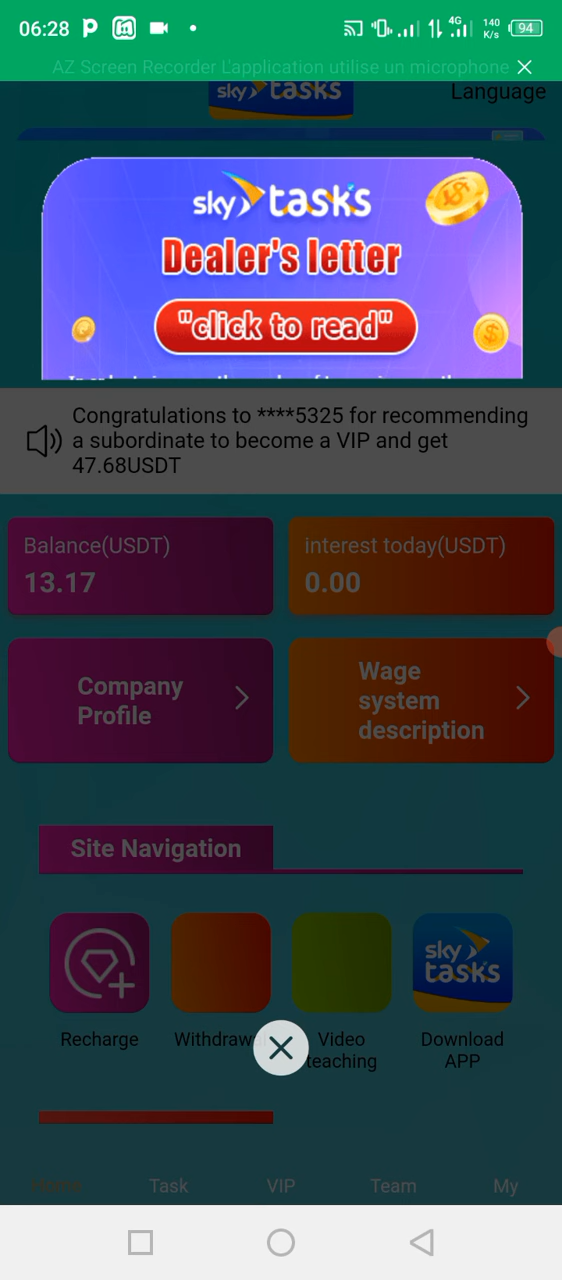 06:28
4G
140
K/s
94
AZ Screen Recorder L'application utilise un microphone
sky tasks
Language
sky tasks
Dealer's letter
"click to read"
Congratulations to ****5325 for recommending
a subordinate to become a VIP and get
47.68USDT
Balance(USDT)
interest today(USDT)
13.17
0.00
Company
Profile
Wage
system
description
Site Navigation
sky
tasks
Recharge
Video
teaching
Download
APP
Home
Task
VIP
Team
My